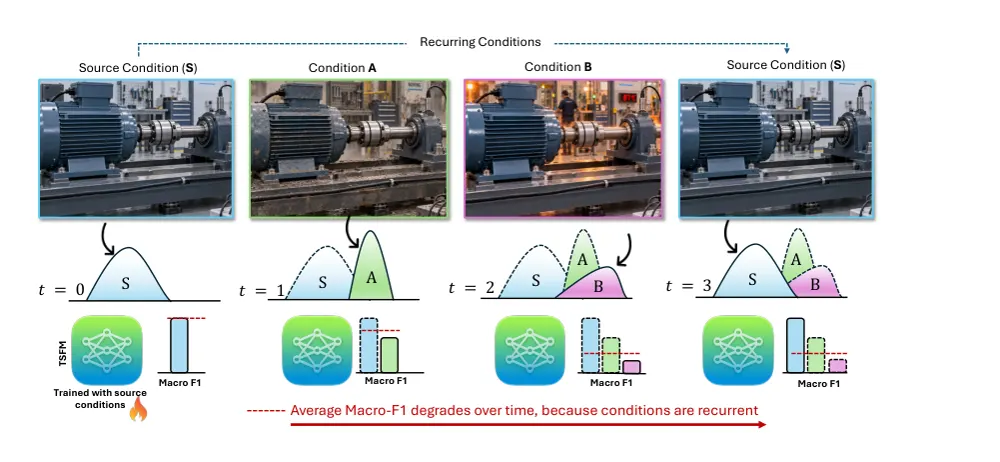 Recurring Conditions
Source Condition (S)
Condition A
Condition B
Source Condition (S)
t = 0
S
t = 1
S
A
t = 2
S
A
B
t = 3
S
A
B
TSFM
Macro F1
Macro F1
Macro F1
Macro F1
Trained with source
conditions
Average Macro-F1 degrades over time, because conditions are recurrent